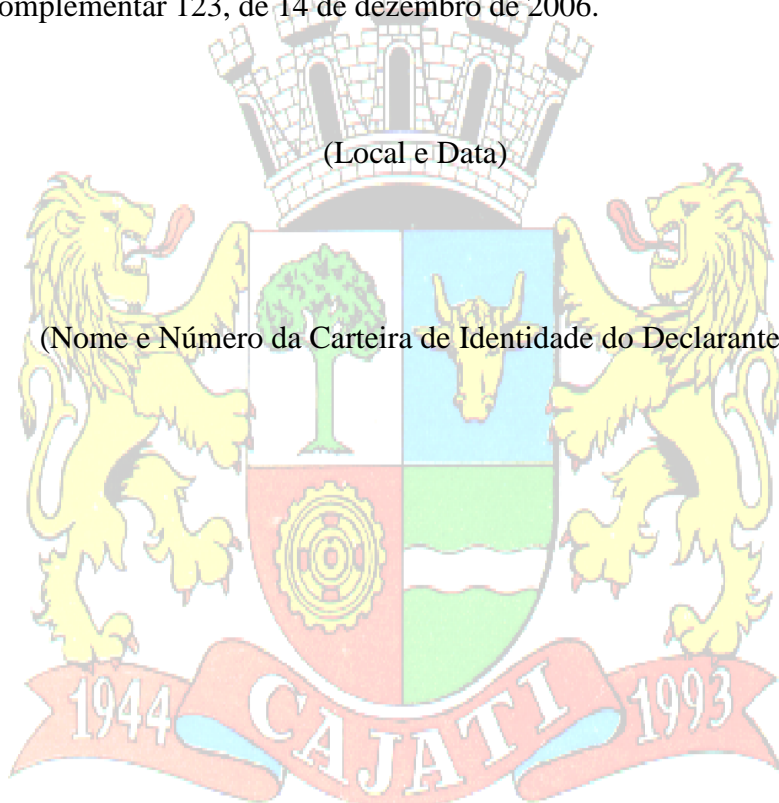 omplementar 123, de 14 de dezembro de 2006.
(Local e Data)
(Nome e Número da Carteira de Identidade do Declarante
1944 CAJATI 1993